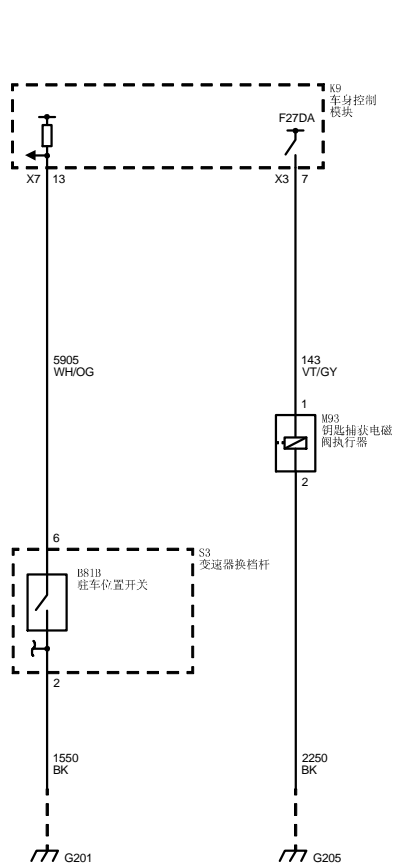 K9
车身控制
模块
F27DA
X7 13
X3 7
5905
WH/OG
143
VT/GY
1
M93
钥匙捕获电磁
阀执行器
2
6
S3
变速器换档杆
B81B
驻车位置开关
2
1550
BK
2250
BK
G201
G205